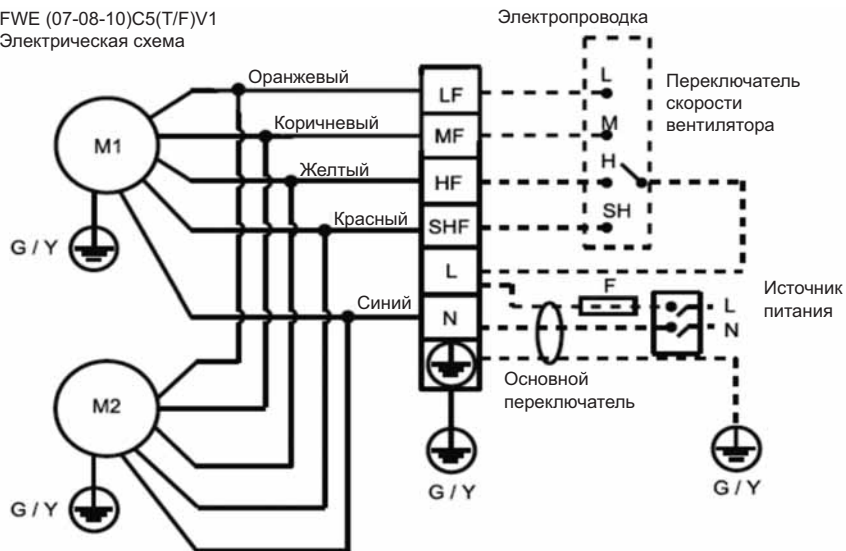 FWE (07-08-10)C5(T/F)V1
Электрическая схема
Электропроводка
Оранжевый
Коричневый
Желтый
Красный
Синий
M1
G / Y
M2
G / Y
LF
MF
HF
SHF
L
N
G / Y
L
M
H
SH
Переключатель
скорости
вентилятора
F
L
N
Источник
питания
Основной
переключатель
G / Y